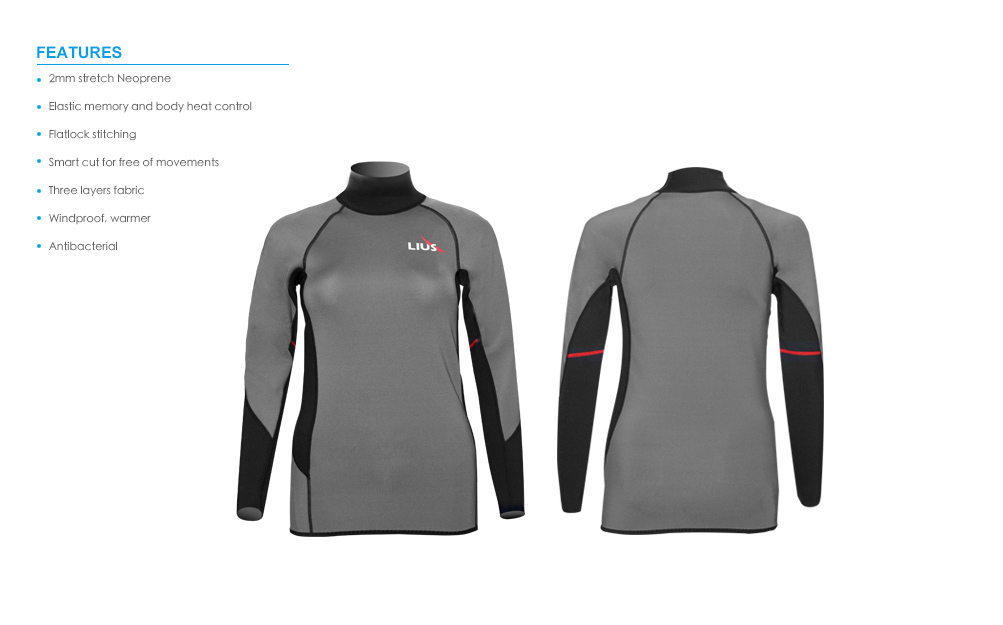 FEATURES
2mm stretch Neoprene
Elastic memory and body heat control
Flatlock stitching
Smart cut for free of movements
Three layers fabric
Windproof, warmer
Antibacterial
LIUS